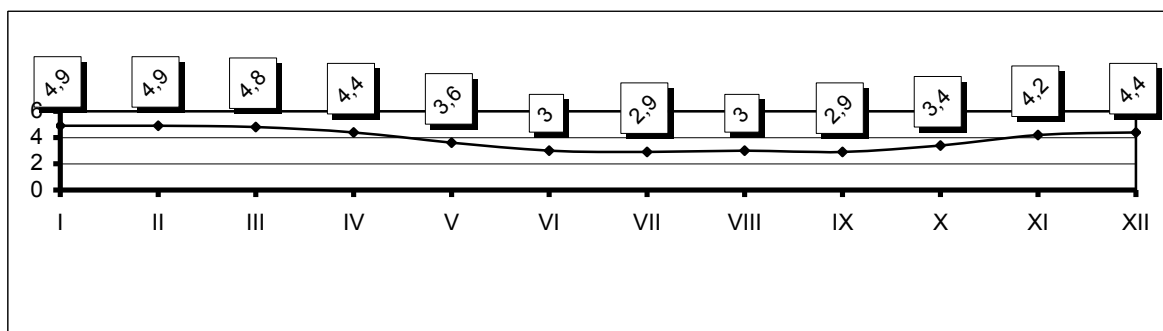 4,9 4,9 4,8 4,4 3,6 3 2,9 3 2,9 3,4 4,2 4,4
6
4
2
0
I II III IV V VI VII VIII IX X XI XII